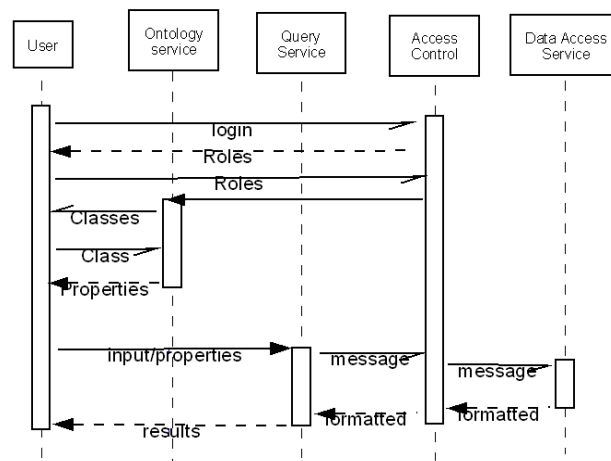 User
Ontology
service
Query
Service
Access
Control
Data Access
Service
login
Roles
Roles
Classes
Class
Properties
input/properties
message
message
formatted
formatted
results